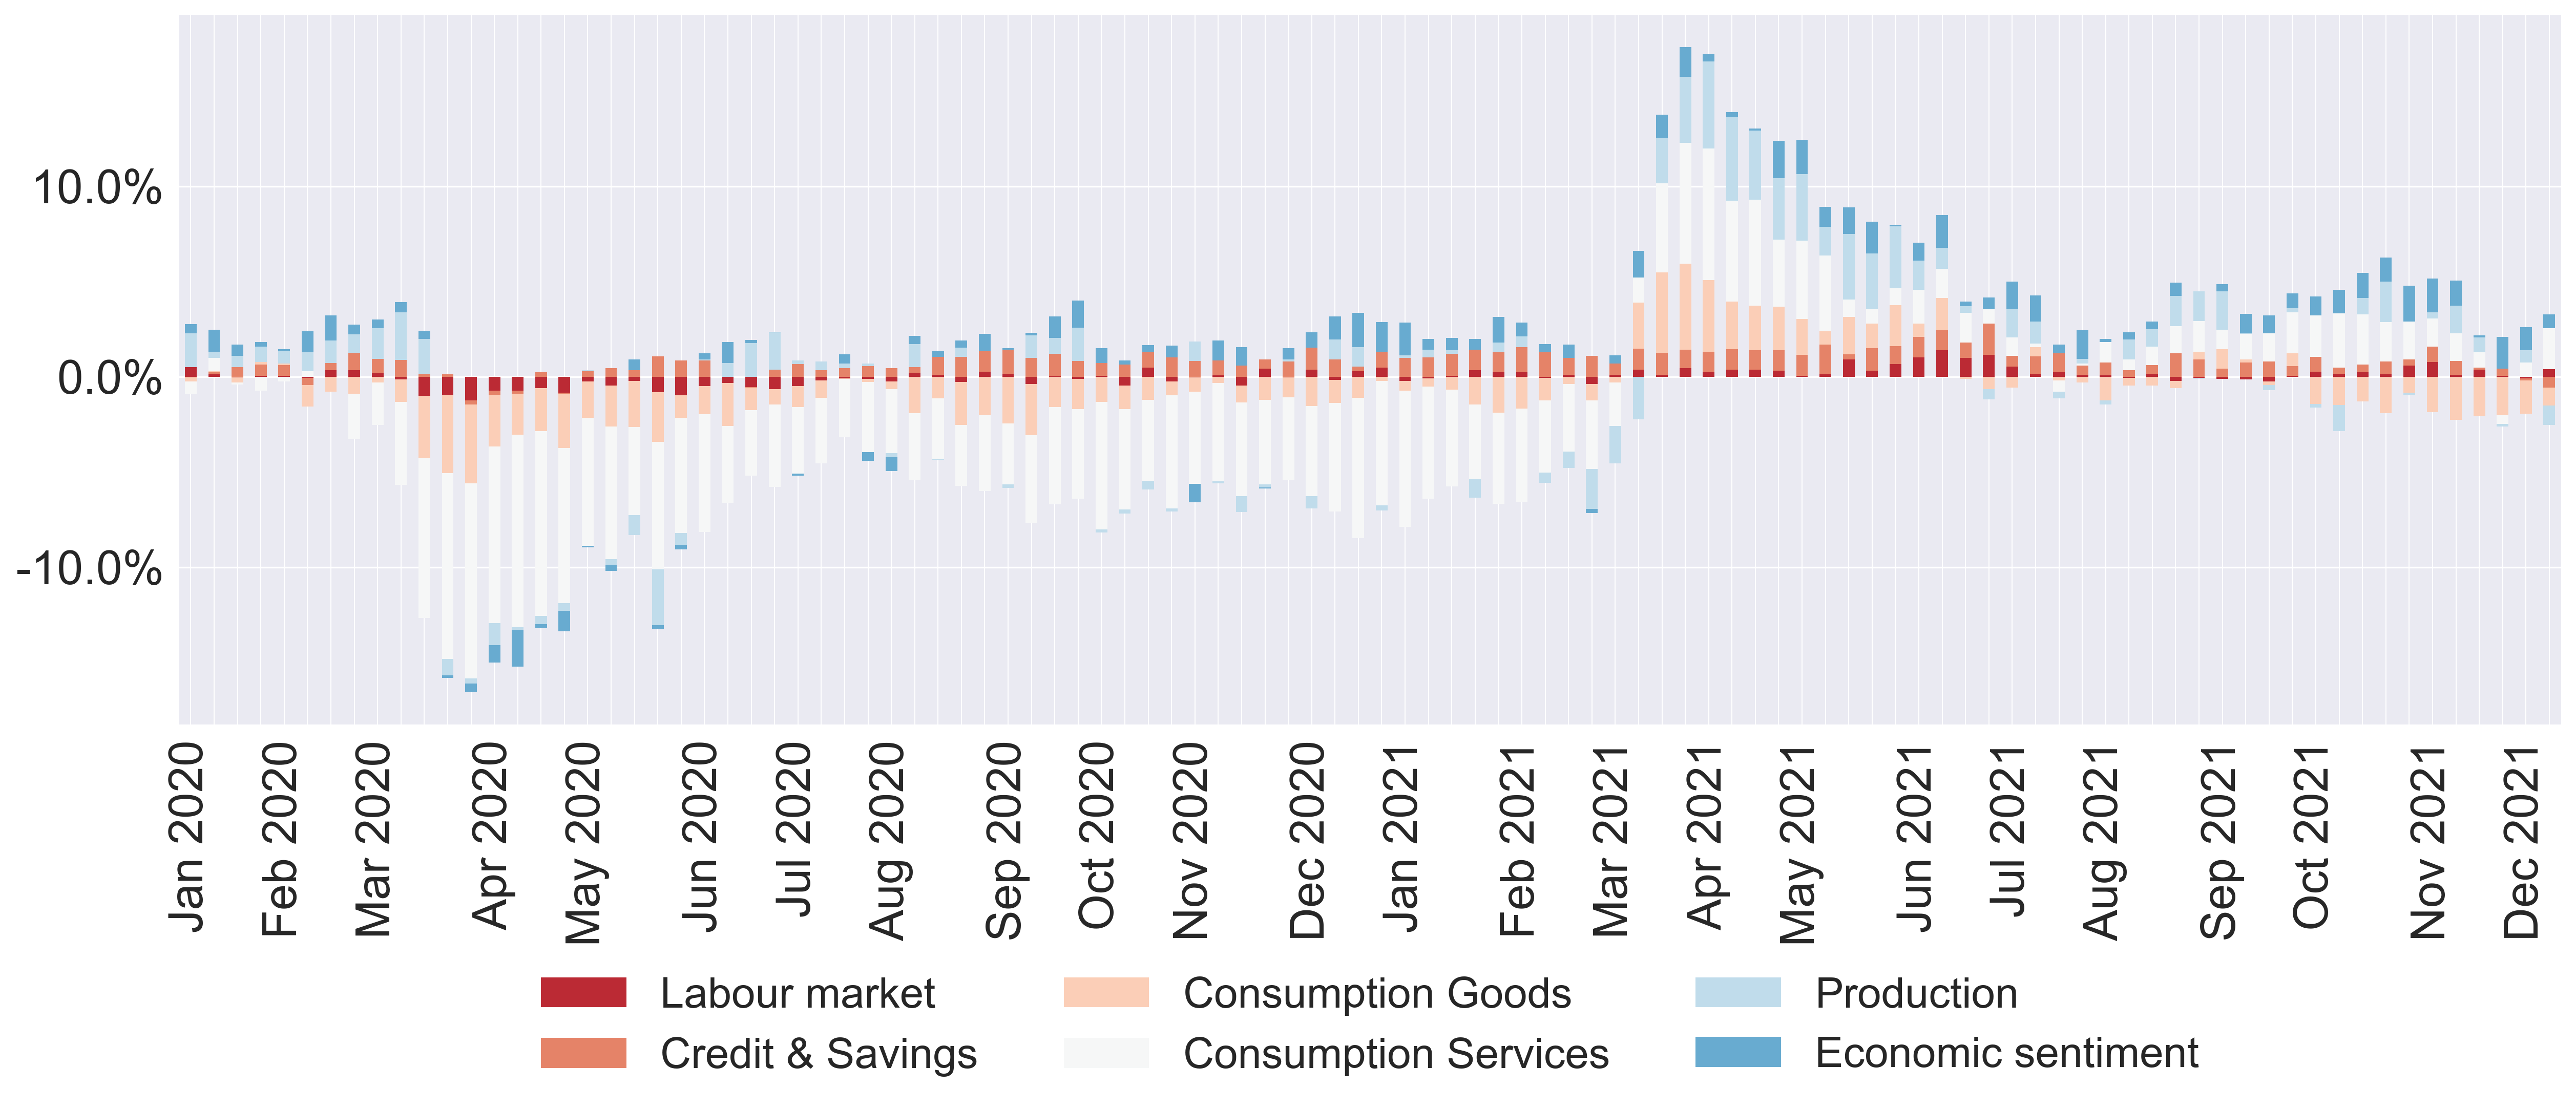 10.0%
0.0%
-10.0%
Jan 2020
Feb 2020
Mar 2020
Apr 2020
May 2020
Jun 2020
Jul 2020
Aug 2020
Sep 2020
Oct 2020
Nov 2020
Dec 2020
Jan 2021
Feb 2021
Mar 2021
Apr 2021
May 2021
Jun 2021
Jul 2021
Aug 2021
Sep 2021
Oct 2021
Nov 2021
Dec 2021
Labour market
Consumption Goods
Production
Credit & Savings
Consumption Services
Economic sentiment